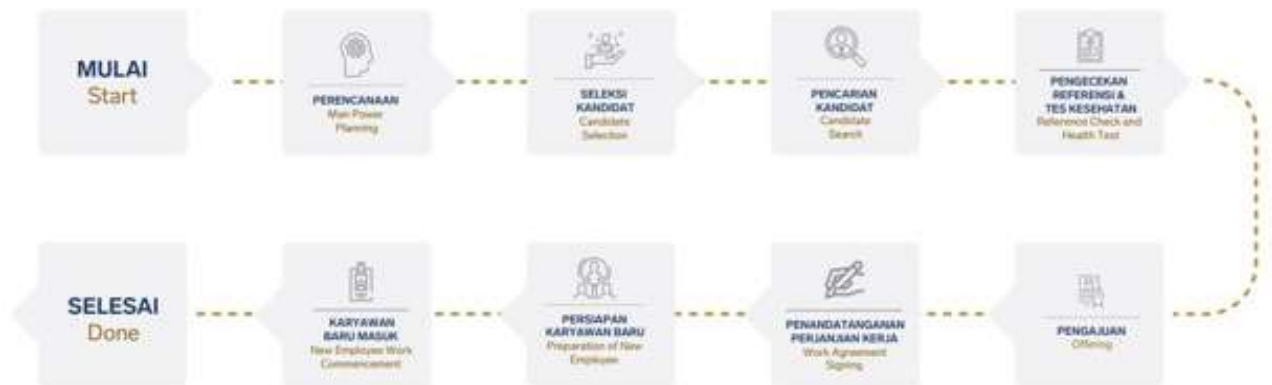 MULAI
Start
PERENCANAAN
Man Power
Planning
SELEKSI
KANDIDAT
Candidate
Selection
PENCARIAN
KANDIDAT
Candidate
Search
PENGECEKAN
REFERENSI &
TES KESEHATAN
Reference Check and
Health Test
PENGAJUAN
Offering
PENANDATANGANAN
PERJANJIAN KERJA
Work Agreement
Signing
PERSIAPAN
KARYAWAN BARU
Preparation of New
Employee
KARYAWAN
BARU MASUK
New Employee Work
Commencement
SELESAI
Done